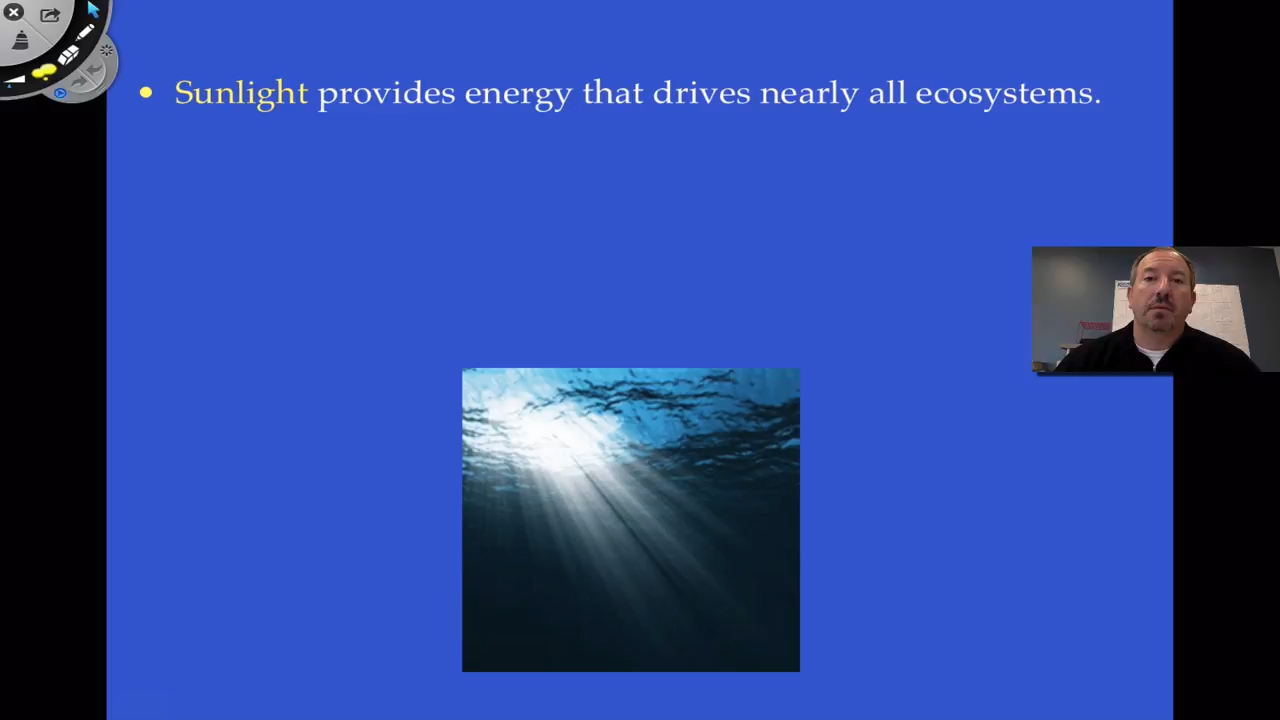 • Sunlight provides energy that drives nearly all ecosystems.